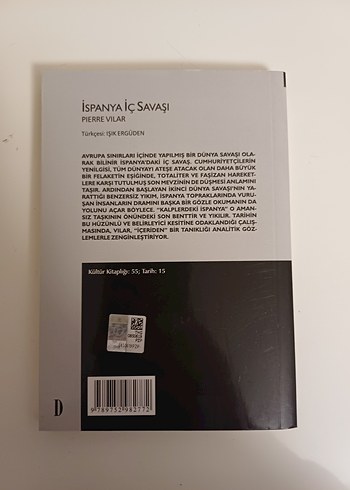 İSPANYA İÇ SAVAŞI
PIERRE VILAR
Türkçesi: IŞIK ERGÜDEN
AVRUPA SINIRLARI İÇİNDE YAPILMIŞ BİR DÜNYA SAVAŞI OLA-
RAK BİLİNİR İSPANYA'DAKİ İÇ SAVAŞ. CUMHURİYETÇİLERİN
YENİLGİSİ, TÜM DÜNYAYI ATEŞE ATACAK OLAN DAHA BÜYÜK
BİR FELAKETİN EŞİĞİNDE, TOTALİTER VE FAŞİZAN HAREKET-
LERE KARŞI TUTULMUŞ SON MEVZİNİN DE DÜŞMESİ ANLAMINI
TAŞIR. ARDINDAN BAŞLAYAN İKİNCİ DÜNYA SAVAŞI'NIN YA-
RATTIĞI BENZERSİZ YIKIM, İSPANYA TOPRAKLARINDA VURU-
ŞAN İNSANLARIN DRAMINI BAŞKA BİR GÖZLE OKUMANIN DA
YOLUNU AÇAR BÖYLECE. "KALPLERDEKİ İSPANYA" O AMAN-
SIZ TAŞKININ ÖNÜNDEKİ SON BENTTİR VE YIKILIR. TARİHİN
BU HÜZÜNLÜ VE BELİRLEYİCİ KESİTİNE ODAKLANDIĞI ÇALIŞ-
MASINDA, VILAR, "İÇERİDEN" BİR TANIKLIĞI ANALİTİK GÖZ-
LEMLERLE ZENGİNLEŞTİRİYOR.
Kültür Kitaplığı: 55; Tarih: 15
D
9789752982772